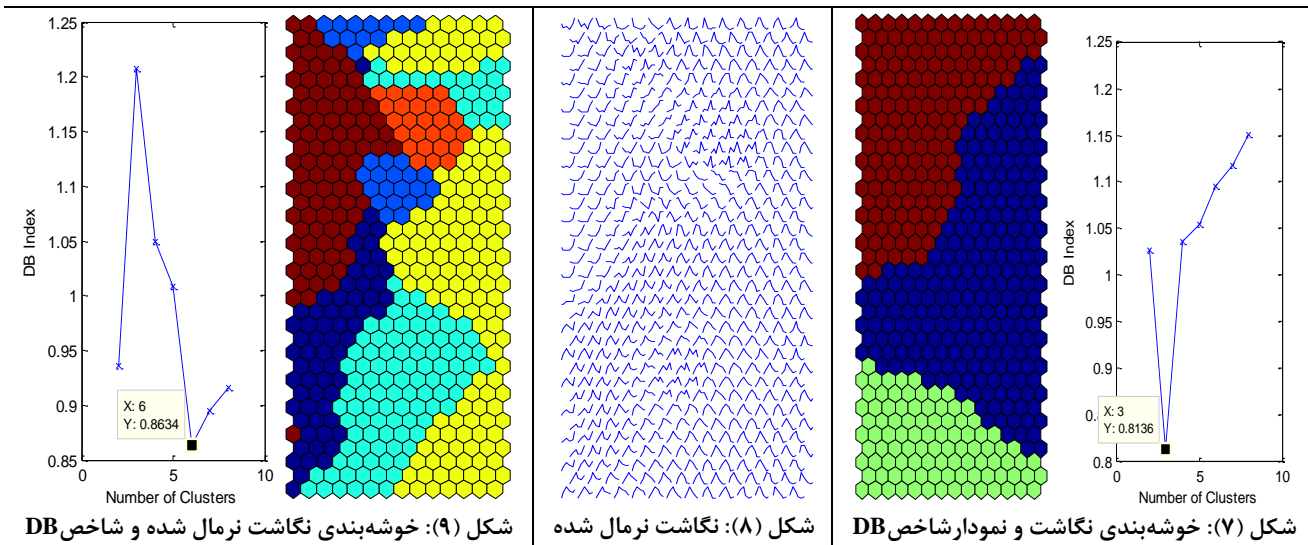 1.25
1.2
1.15
1.1
1.05
1
0.95
0.9
0.85
0
5
10
DB Index
Number of Clusters
X: 6
Y: 0.8634
شکل (۹): خوشه‌بندی نگاشت نرمال شده و شاخص DB
شکل (۸): نگاشت نرمال شده
1.25
1.2
1.15
1.1
1.05
1
0.95
0.9
0.8
0
5
10
DB Index
Number of Clusters
X: 3
Y: 0.8136
شکل (۷): خوشه‌بندی نگاشت و نمودارشاخص DB